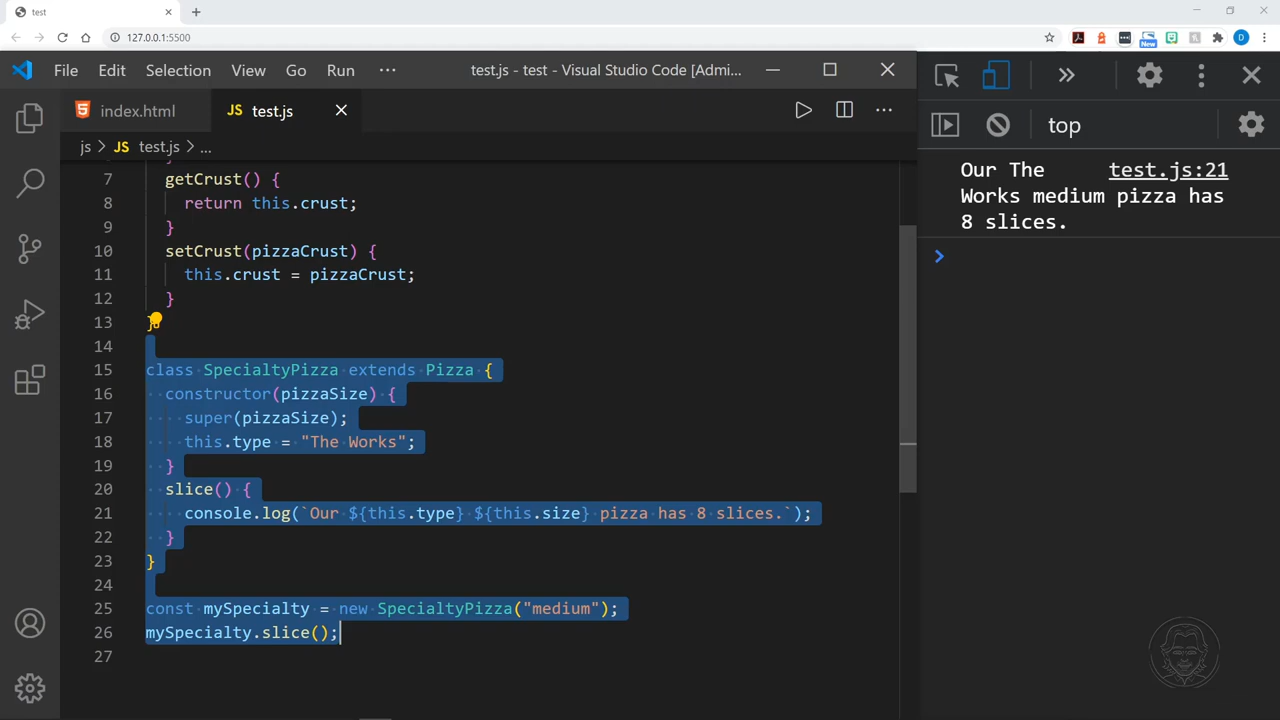 test
127.0.0.1:5500
New
D
File Edit Selection View Go Run ···
test.js - test - Visual Studio Code [Admi...
index.html
JS test.js
js > JS test.js > ...
top
Our The test.js:21
Works medium pizza has
8 slices.
>
7 getCrust() {
8 return this.crust;
9 }
10 setCrust(pizzaCrust) {
11 this.crust = pizzaCrust;
12 }
13 }
14
15 class SpecialtyPizza extends Pizza {
16 constructor(pizzaSize) {
17 super(pizzaSize);
18 this.type = "The Works";
19 }
20 slice() {
21 console.log(`Our ${this.type} ${this.size} pizza has 8 slices.`);
22 }
23 }
24
25 const mySpecialty = new SpecialtyPizza("medium");
26 mySpecialty.slice();
27